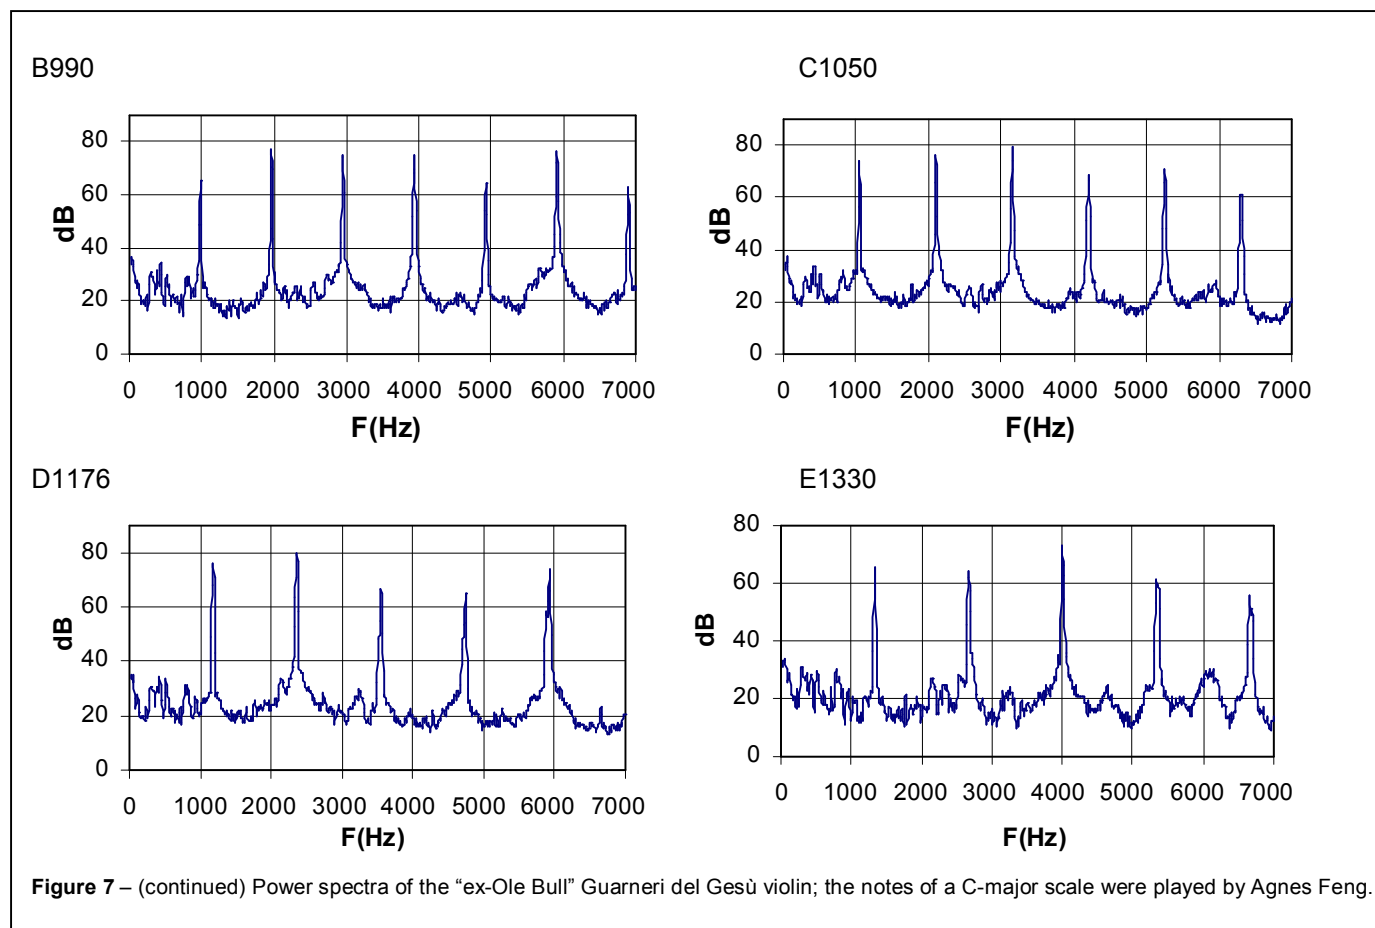 B990
80
60
40
20
0
dB
0 1000 2000 3000 4000 5000 6000 7000
F(Hz)
C1050
80
60
40
20
0
dB
0 1000 2000 3000 4000 5000 6000 7000
F(Hz)
D1176
80
60
40
20
0
dB
0 1000 2000 3000 4000 5000 6000 7000
F(Hz)
E1330
80
60
40
20
0
dB
0 1000 2000 3000 4000 5000 6000 7000
F(Hz)
Figure 7 – (continued) Power spectra of the “ex-Ole Bull” Guarneri del Gesù violin; the notes of a C-major scale were played by Agnes Feng.